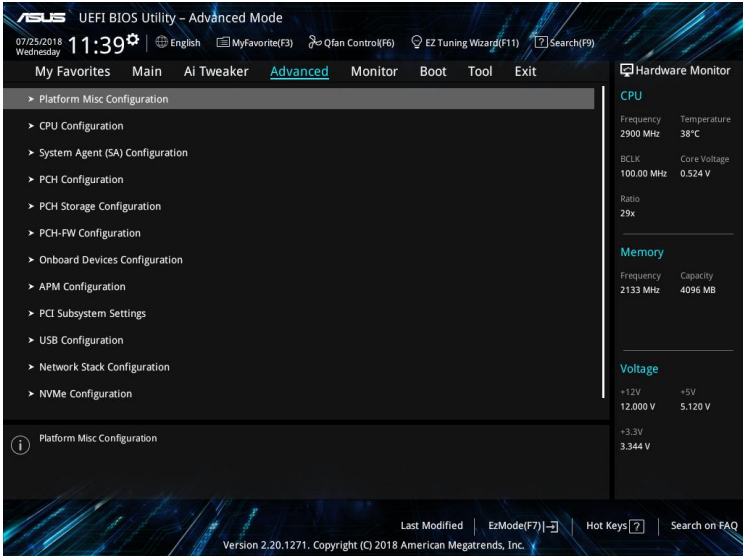 ASUS UEFI BIOS Utility – Advanced Mode
07/25/2018 Wednesday 11:39 English MyFavorite(F3) Qfan Control(F6) EZ Tuning Wizard(F11) ? Search(F9)
My Favorites Main Ai Tweaker Advanced Monitor Boot Tool Exit
Platform Misc Configuration
CPU Configuration
System Agent (SA) Configuration
PCH Configuration
PCH Storage Configuration
PCH-FW Configuration
Onboard Devices Configuration
APM Configuration
PCI Subsystem Settings
USB Configuration
Network Stack Configuration
NVMe Configuration
Platform Misc Configuration
Hardware Monitor
CPU
Frequency Temperature
2900 MHz 38°C
BCLK Core Voltage
100.00 MHz 0.524 V
Ratio
29x
Memory
Frequency Capacity
2133 MHz 4096 MB
Voltage
+12V +5V
12.000 V 5.120 V
+3.3V
3.344 V
Last Modified EzMode(F7) Hot Keys ? Search on FAQ
Version 2.20.1271. Copyright (C) 2018 American Megatrends, Inc.